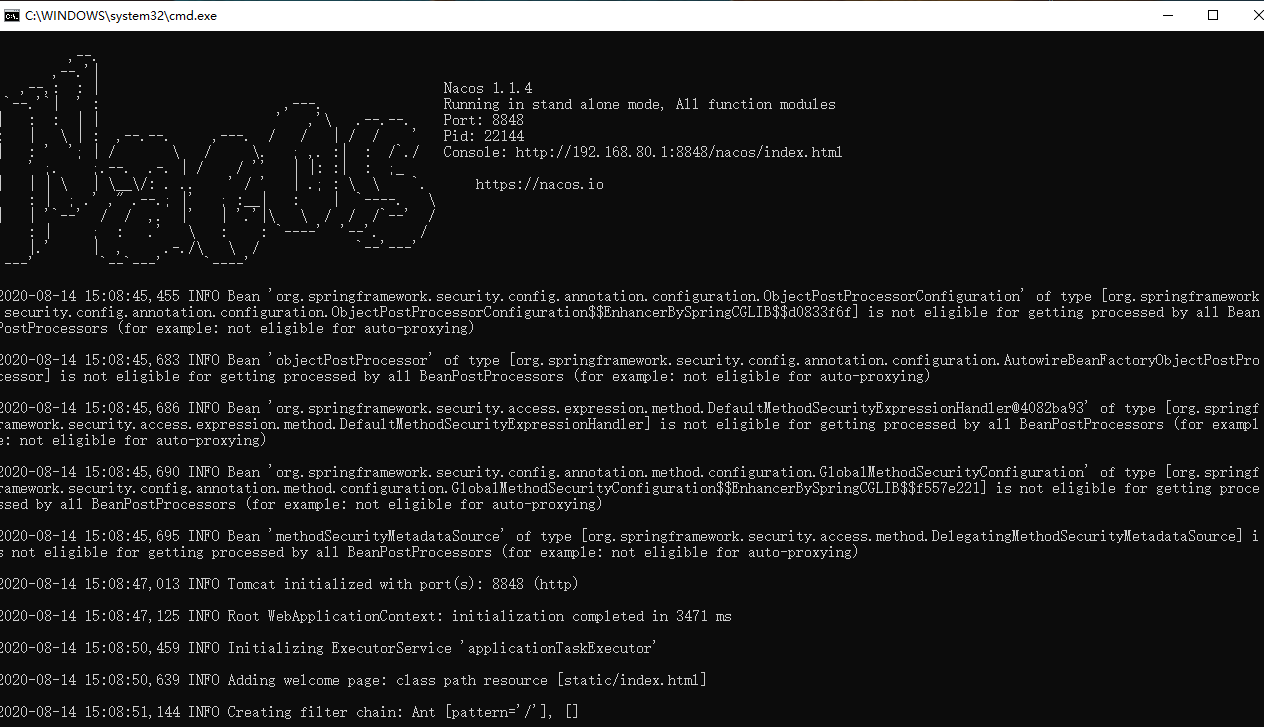 C:\WINDOWS\system32\cmd.exe
Nacos 1.1.4
Running in stand alone mode, All function modules
Port: 8848
Pid: 22144
Console: http://192.168.80.1:8848/nacos/index.html
https://nacos.io
2020-08-14 15:08:45,455 INFO Bean 'org.springframework.security.config.annotation.configuration.ObjectPostProcessorConfiguration' of type [org.springframework
.security.config.annotation.configuration.ObjectPostProcessorConfiguration$$EnhancerBySpringCGLIB$$d0833f6f] is not eligible for getting processed by all Bean
PostProcessors (for example: not eligible for auto-proxying)
2020-08-14 15:08:45,683 INFO Bean 'objectPostProcessor' of type [org.springframework.security.config.annotation.configuration.AutowireBeanFactoryObjectPostPro
cessor] is not eligible for getting processed by all BeanPostProcessors (for example: not eligible for auto-proxying)
2020-08-14 15:08:45,686 INFO Bean 'org.springframework.security.access.expression.method.DefaultMethodSecurityExpressionHandler@4082ba93' of type [org.springf
ramework.security.access.expression.method.DefaultMethodSecurityExpressionHandler] is not eligible for getting processed by all BeanPostProcessors (for exampl
e: not eligible for auto-proxying)
2020-08-14 15:08:45,690 INFO Bean 'org.springframework.security.config.annotation.method.configuration.GlobalMethodSecurityConfiguration' of type [org.springf
ramework.security.config.annotation.method.configuration.GlobalMethodSecurityConfiguration$$EnhancerBySpringCGLIB$$f557e221] is not eligible for getting proce
ssed by all BeanPostProcessors (for example: not eligible for auto-proxying)
2020-08-14 15:08:45,695 INFO Bean 'methodSecurityMetadataSource' of type [org.springframework.security.access.method.DelegatingMethodSecurityMetadataSource] i
s not eligible for getting processed by all BeanPostProcessors (for example: not eligible for auto-proxying)
2020-08-14 15:08:47,013 INFO Tomcat initialized with port(s): 8848 (http)
2020-08-14 15:08:47,125 INFO Root WebApplicationContext: initialization completed in 3471 ms
2020-08-14 15:08:50,459 INFO Initializing ExecutorService 'applicationTaskExecutor'
2020-08-14 15:08:50,639 INFO Adding welcome page: class path resource [static/index.html]
2020-08-14 15:08:51,144 INFO Creating filter chain: Ant [pattern='/'], []